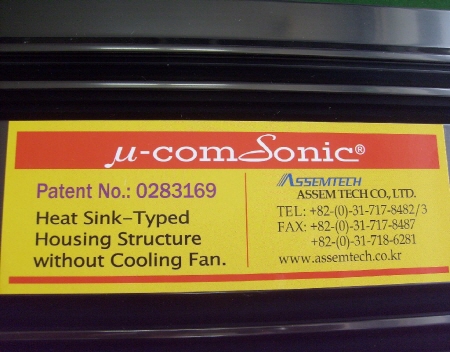 μ-comSonic®
Patent No.: 0283169
Heat Sink-Typed
Housing Structure
without Cooling Fan.
ASSEMTECH
ASSEM TECH CO., LTD.
TEL: +82-(0)-31-717-8482/3
FAX: +82-(0)-31-717-8487
+82-(0)-31-718-6281
www.assemtech.co.kr